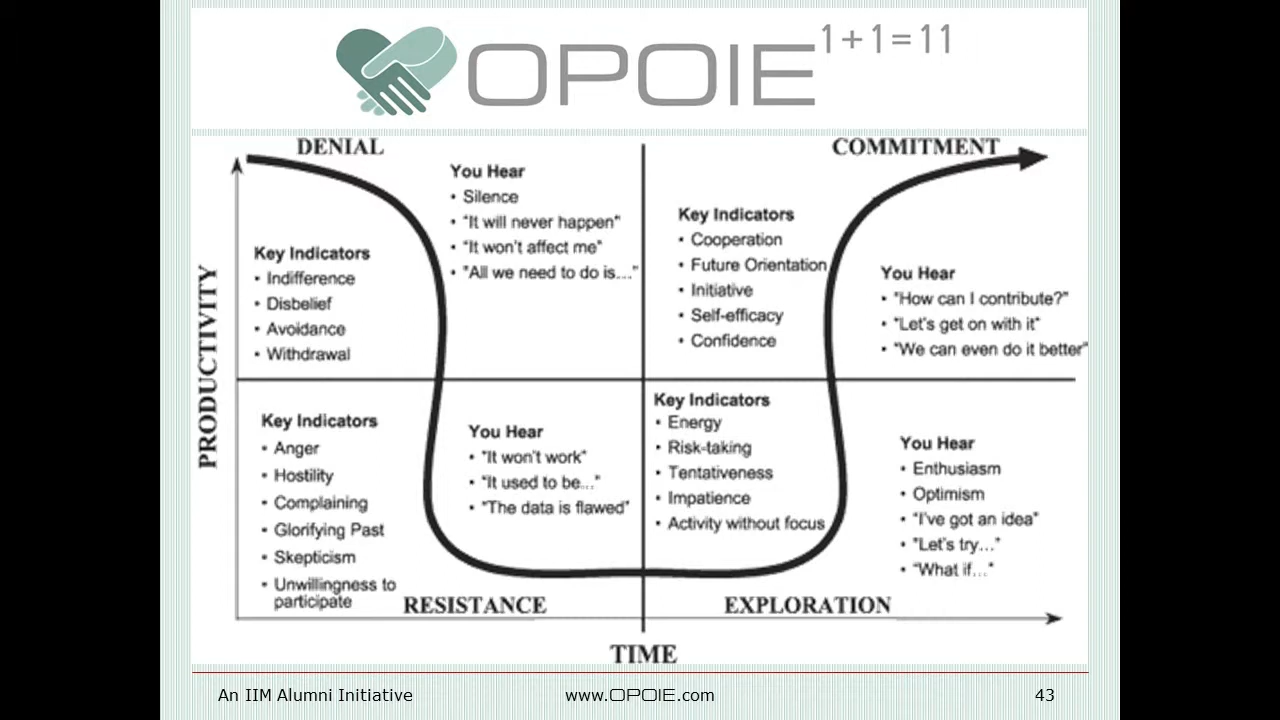 OPOIE 1+1=11
DENIAL
COMMITMENT
PRODUCTIVITY
Key Indicators
• Indifference
• Disbelief
• Avoidance
• Withdrawal
You Hear
• Silence
• "It will never happen"
• "It won't affect me"
• "All we need to do is...."
Key Indicators
• Cooperation
• Future Orientation
• Initiative
• Self-efficacy
• Confidence
You Hear
• "How can I contribute?"
• "Let's get on with it"
• "We can even do it better"
Key Indicators
• Anger
• Hostility
• Complaining
• Glorifying Past
• Skepticism
• Unwillingness to
participate
You Hear
• "It won't work"
• "It used to be..."
• "The data is flawed"
Key Indicators
• Energy
• Risk-taking
• Tentativeness
• Impatience
• Activity without focus
You Hear
• Enthusiasm
• Optimism
• "I've got an idea"
• "Let's try..."
• "What if..."
RESISTANCE
EXPLORATION
TIME
An IIM Alumni Initiative
www.OPOIE.com
43